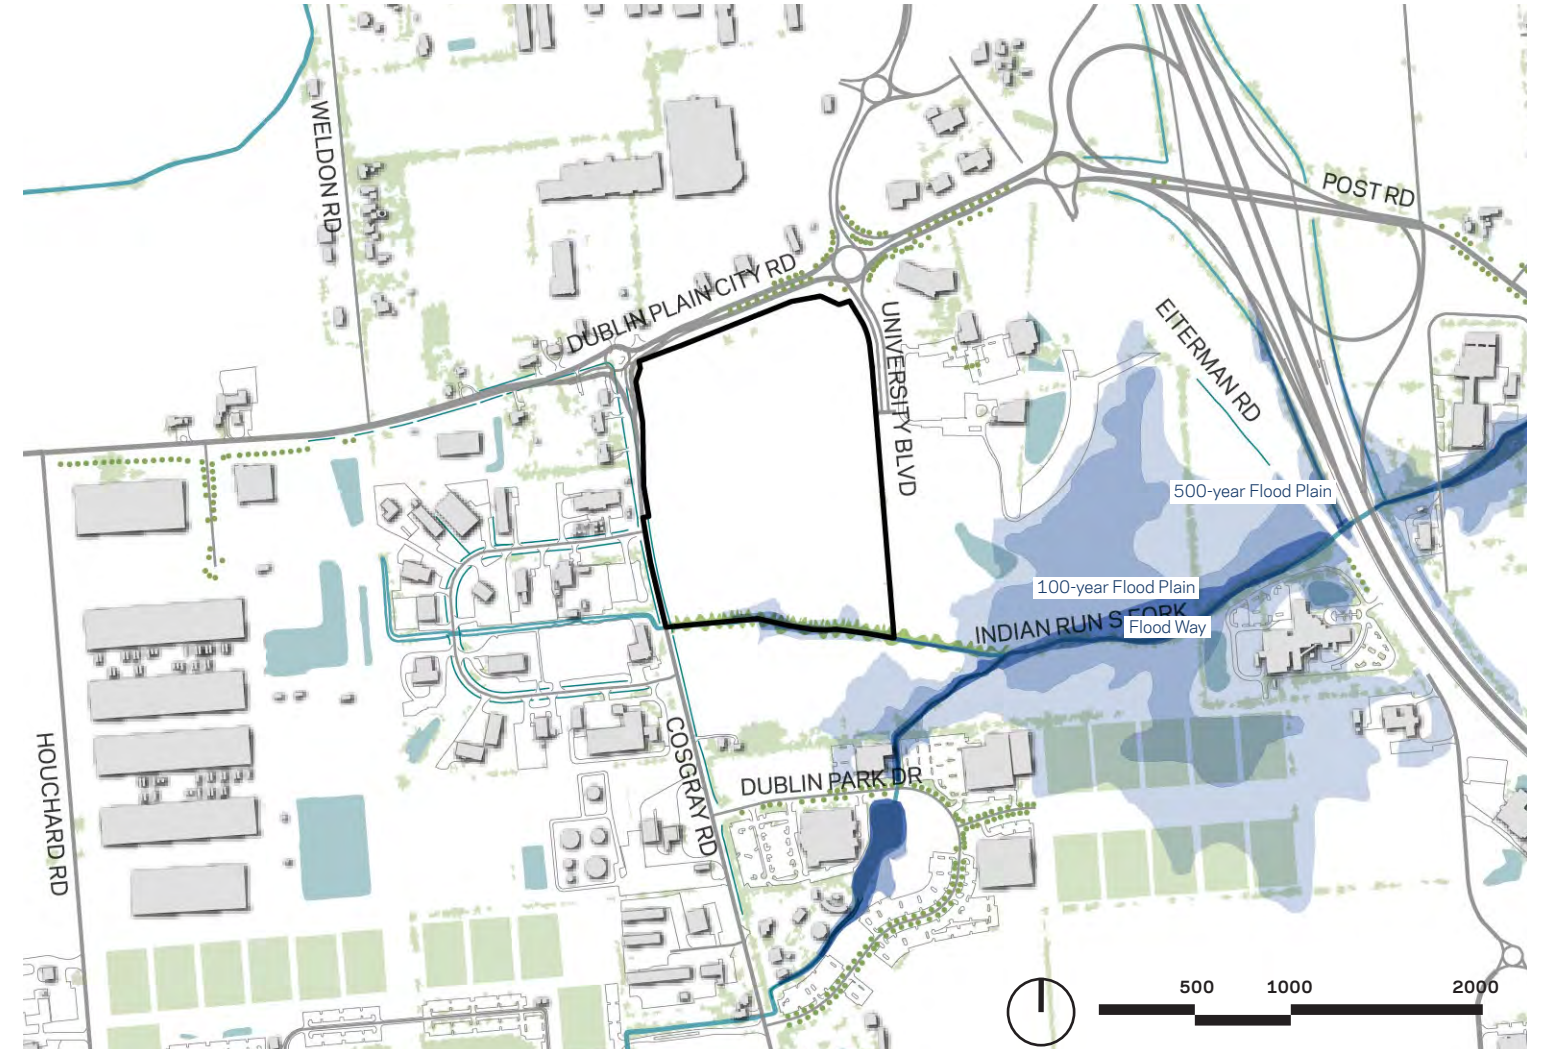 WELDON RD
POST RD
DUBLIN PLAIN CITY RD
UNIVERSITY BLVD
EITERMAN RD
500-year Flood Plain
100-year Flood Plain
INDIAN RUN S FORK
Flood Way
HOUCHARD RD
COSGRAY RD
DUBLIN PARK DR
500 1000 2000